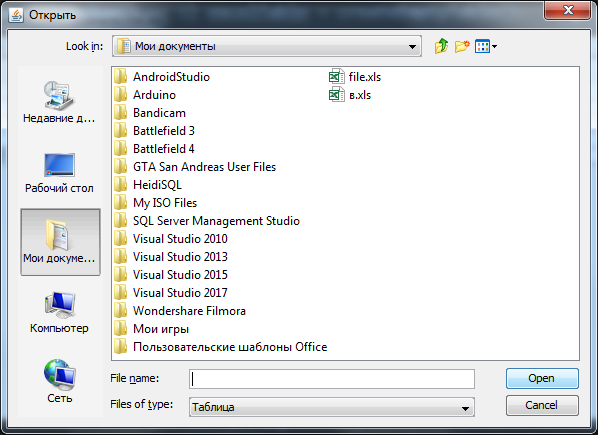 Открыть
Look in: Мои документы
Недавние д...
Рабочий стол
Мои докуме...
Компьютер
Сеть
AndroidStudio
Arduino
Bandicam
Battlefield 3
Battlefield 4
GTA San Andreas User Files
HeidiSQL
My ISO Files
SQL Server Management Studio
Visual Studio 2010
Visual Studio 2013
Visual Studio 2015
Visual Studio 2017
Wondershare Filmora
Мои игры
Пользовательские шаблоны Office
file.xls
в.xls
File name: Open
Files of type: Таблица Cancel